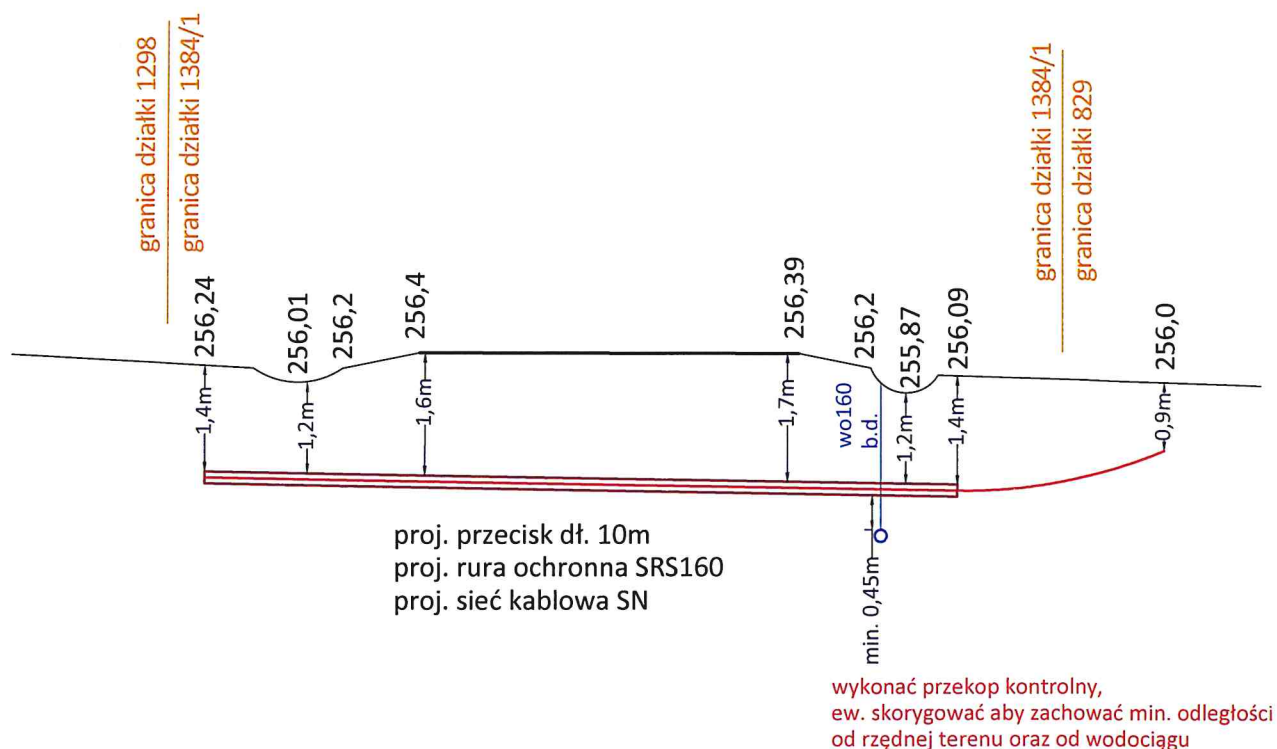 granica działki 1298
granica działki 1384/1
granica działki 1384/1
granica działki 829
256,24
256,01
256,2
256,4
256,39
256,2
255,87
256,09
256,0
1,4m
1,2m
1,6m
1,7m
wo160
b.d.
1,2m
1,4m
0,9m
proj. przecisk dł. 10m
proj. rura ochronna SRS160
proj. sieć kablowa SN
min. 0,45m
wykonać przekop kontrolny,
ew. skorygować aby zachować min. odległości
od rzędnej terenu oraz od wodociągu